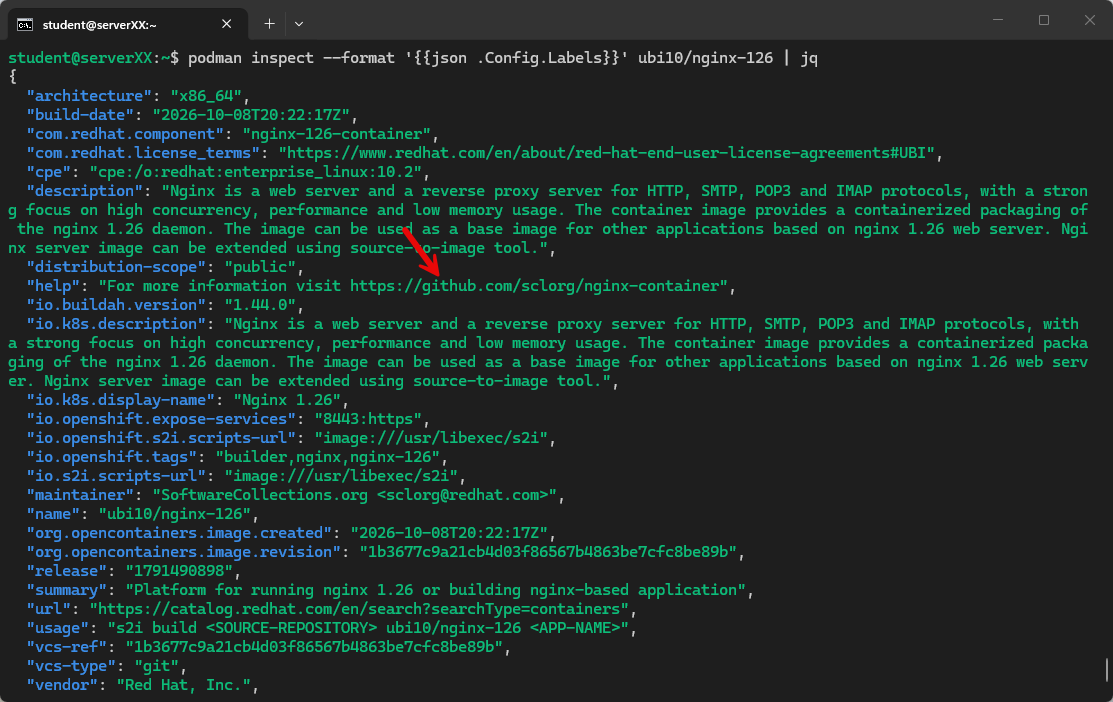 student@serverXX:~
student@serverXX:~$ podman inspect --format '{{json .Config.Labels}}' ubi10/nginx-126 | jq
{
  "architecture": "x86_64",
  "build-date": "2026-10-08T20:22:17Z",
  "com.redhat.component": "nginx-126-container",
  "com.redhat.license_terms": "https://www.redhat.com/en/about/red-hat-end-user-license-agreements#UBI",
  "cpe": "cpe:/o:redhat:enterprise_linux:10.2",
  "description": "Nginx is a web server and a reverse proxy server for HTTP, SMTP, POP3 and IMAP protocols, with a stron
g focus on high concurrency, performance and low memory usage. The container image provides a containerized packaging of
 the nginx 1.26 daemon. The image can be used as a base image for other applications based on nginx 1.26 web server. Ngi
nx server image can be extended using source-to-image tool.",
  "distribution-scope": "public",
  "help": "For more information visit https://github.com/sclorg/nginx-container",
  "io.buildah.version": "1.44.0",
  "io.k8s.description": "Nginx is a web server and a reverse proxy server for HTTP, SMTP, POP3 and IMAP protocols, with
a strong focus on high concurrency, performance and low memory usage. The container image provides a containerized packa
ging of the nginx 1.26 daemon. The image can be used as a base image for other applications based on nginx 1.26 web serv
er. Nginx server image can be extended using source-to-image tool.",
  "io.k8s.display-name": "Nginx 1.26",
  "io.openshift.expose-services": "8443:https",
  "io.openshift.s2i.scripts-url": "image:///usr/libexec/s2i",
  "io.openshift.tags": "builder,nginx,nginx-126",
  "io.s2i.scripts-url": "image:///usr/libexec/s2i",
  "maintainer": "SoftwareCollections.org <sclorg@redhat.com>",
  "name": "ubi10/nginx-126",
  "org.opencontainers.image.created": "2026-10-08T20:22:17Z",
  "org.opencontainers.image.revision": "1b3677c9a21cb4d03f86567b4863be7cfc8be89b",
  "release": "1791490898",
  "summary": "Platform for running nginx 1.26 or building nginx-based application",
  "url": "https://catalog.redhat.com/en/search?searchType=containers",
  "usage": "s2i build <SOURCE-REPOSITORY> ubi10/nginx-126 <APP-NAME>",
  "vcs-ref": "1b3677c9a21cb4d03f86567b4863be7cfc8be89b",
  "vcs-type": "git",
  "vendor": "Red Hat, Inc.",